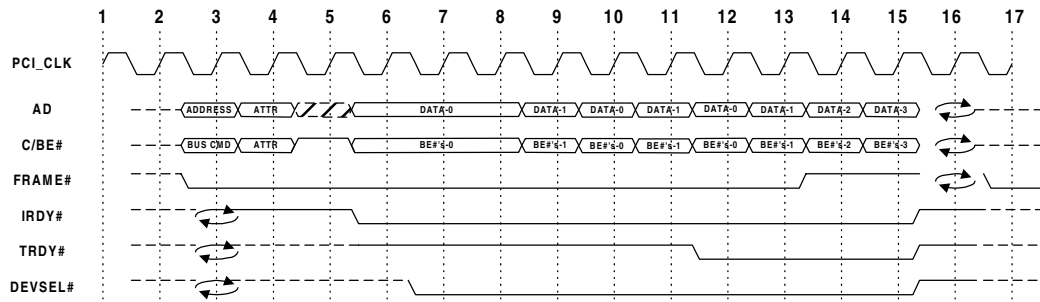 1 2 3 4 5 6 7 8 9 10 11 12 13 14 15 16 17
PCI_CLK
AD ADDRESS ATTR DATA-0 DATA-1 DATA-0 DATA-1 DATA-0 DATA-1 DATA-2 DATA-3
C/BE# BUS CMD ATTR BE#'s-0 BE#'s-1 BE#'s-0 BE#'s-1 BE#'s-0 BE#'s-1 BE#'s-2 BE#'s-3
FRAME#
IRDY#
TRDY#
DEVSEL#